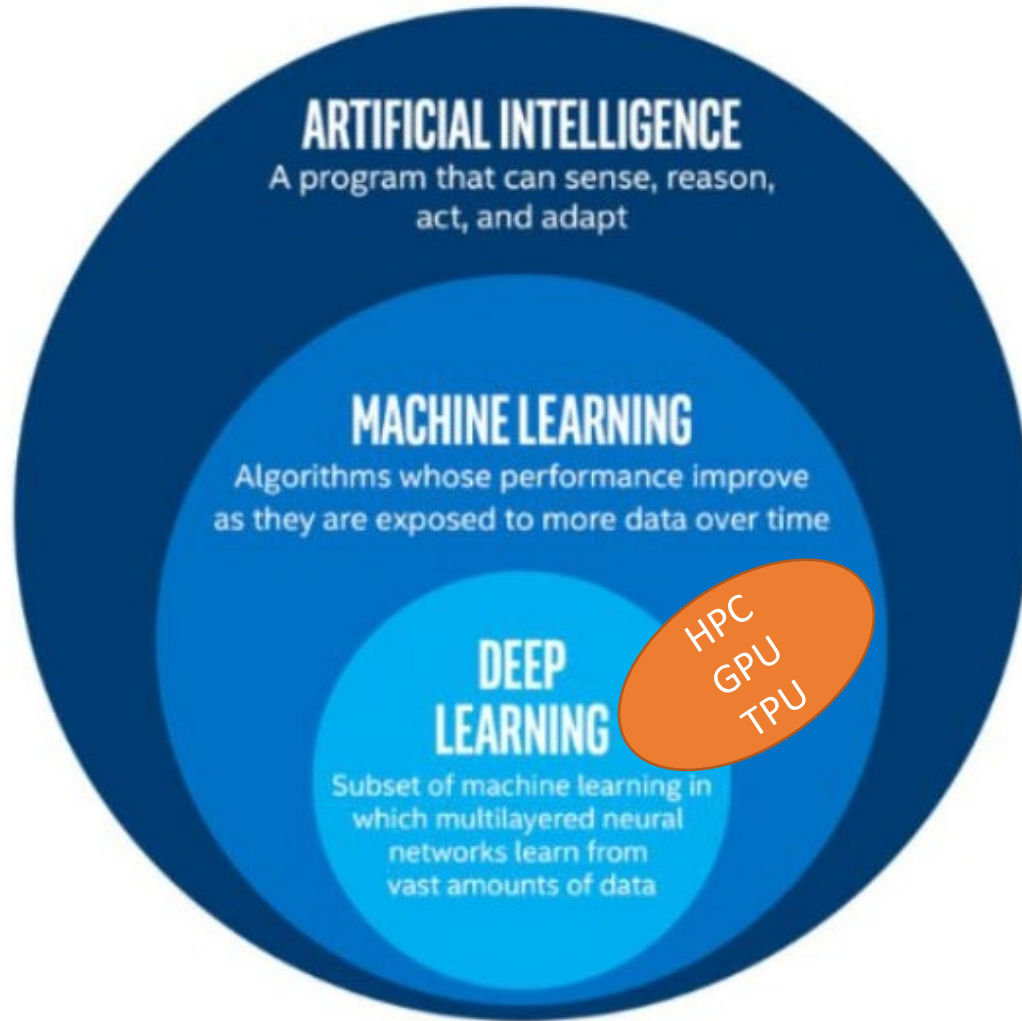 ARTIFICIAL INTELLIGENCE
A program that can sense, reason,
act, and adapt
MACHINE LEARNING
Algorithms whose performance improve
as they are exposed to more data over time
HPC
GPU
TPU
DEEP
LEARNING
Subset of machine learning in
which multilayered neural
networks learn from
vast amounts of data